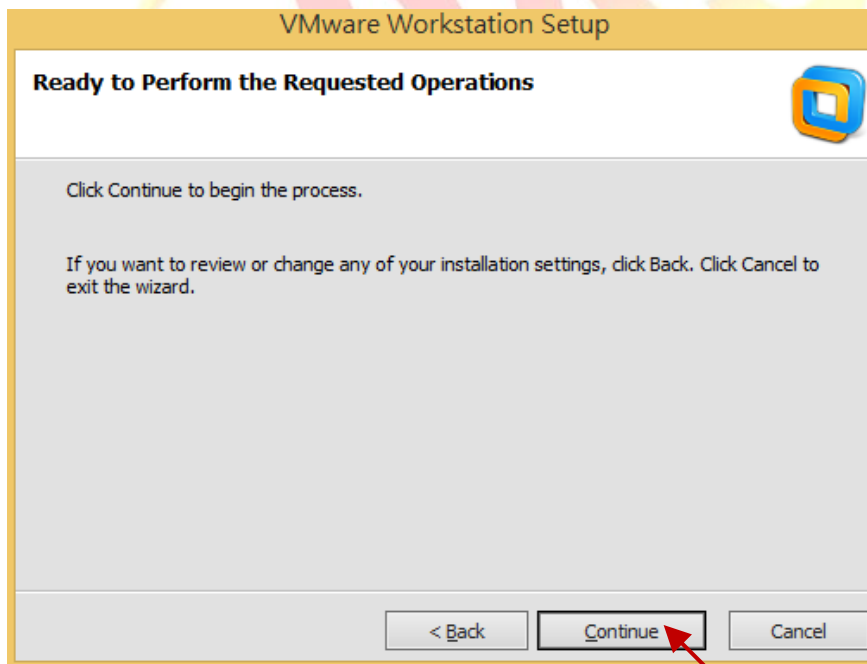 VMware Workstation Setup
Ready to Perform the Requested Operations
Click Continue to begin the process.
If you want to review or change any of your installation settings, click Back. Click Cancel to
exit the wizard.
< Back
Continue
Cancel